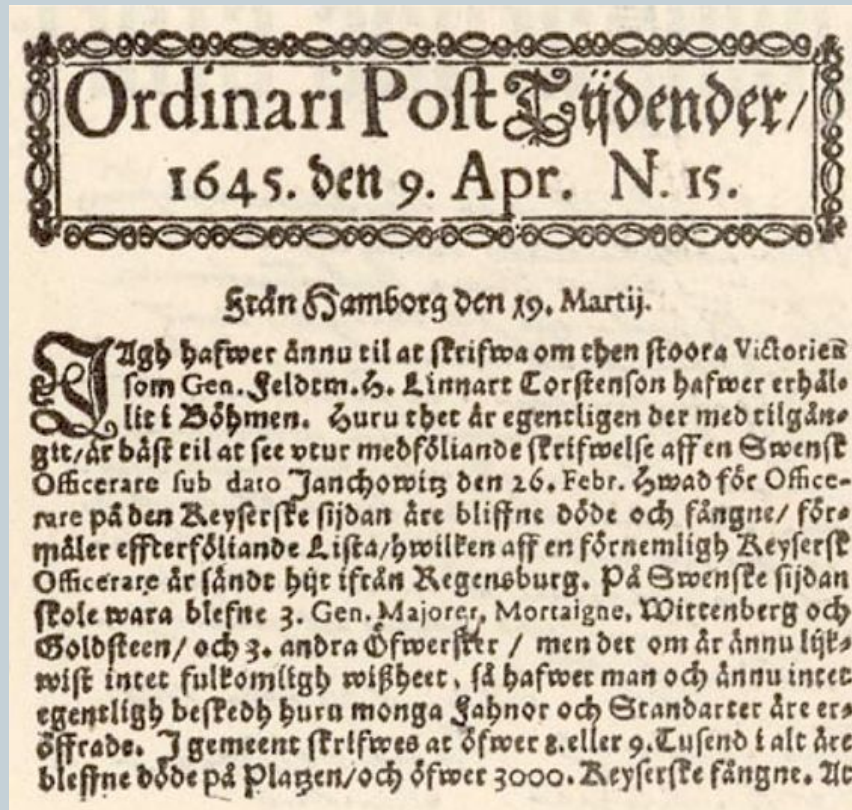 Ordinari Post Tijdender/
1645. den 9. Apr. N. 15.
Från Hamborg den 19. Martij.
JAgh hafwer ännu til at skrifwa om then stoora Victorien
som Gen. Feldtm. H. Linnart Torstenson hafwer erhål-
lit i Böhmen. Huru thet är egentligen der med tilgån-
git/är bäst til at see vtur medföliande skrifwelse aff en Swensk
Officerare sub dato Janchowitz den 26. Febr. Hwad för Office-
rare på den Keyserske sijdan äre bliffne döde och fångne/ för-
mäler effterföliande Lista/hwilken aff en förnemligh Keysersk
Officerare är sändt hijt ifrån Regensburg. På Swenske sijdan
skole wara blefne 3. Gen. Majorer, Mortaigne, Wittenberg och
Goldsteen/ och 3. andra Öfwerster / men det om är ännu lijk-
wist intet fulkomligh wißheet, så hafwer man och ännu intet
egentligh beskedh huru monga Fahnor och Standarter äre er-
öffrade. I gemeent skrifwes at öfwer 8. eller 9. Tusend i alt äre
bleffne döde på Platzen/och öfwer 3000. Keyserske fångne. At